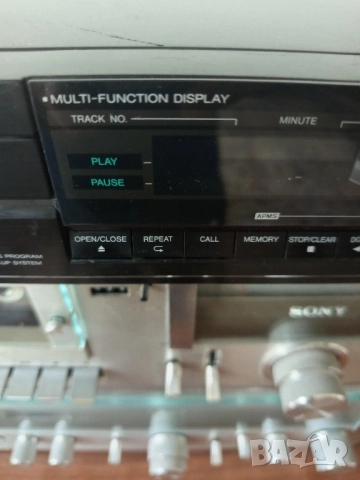 MULTI-FUNCTION DISPLAY
TRACK NO. MINUTE
PLAY
PAUSE
APMS
OPEN/CLOSE REPEAT CALL MEMORY STOP/CLEAR
PROGRAM
SYSTEM
SONY
BAZAR